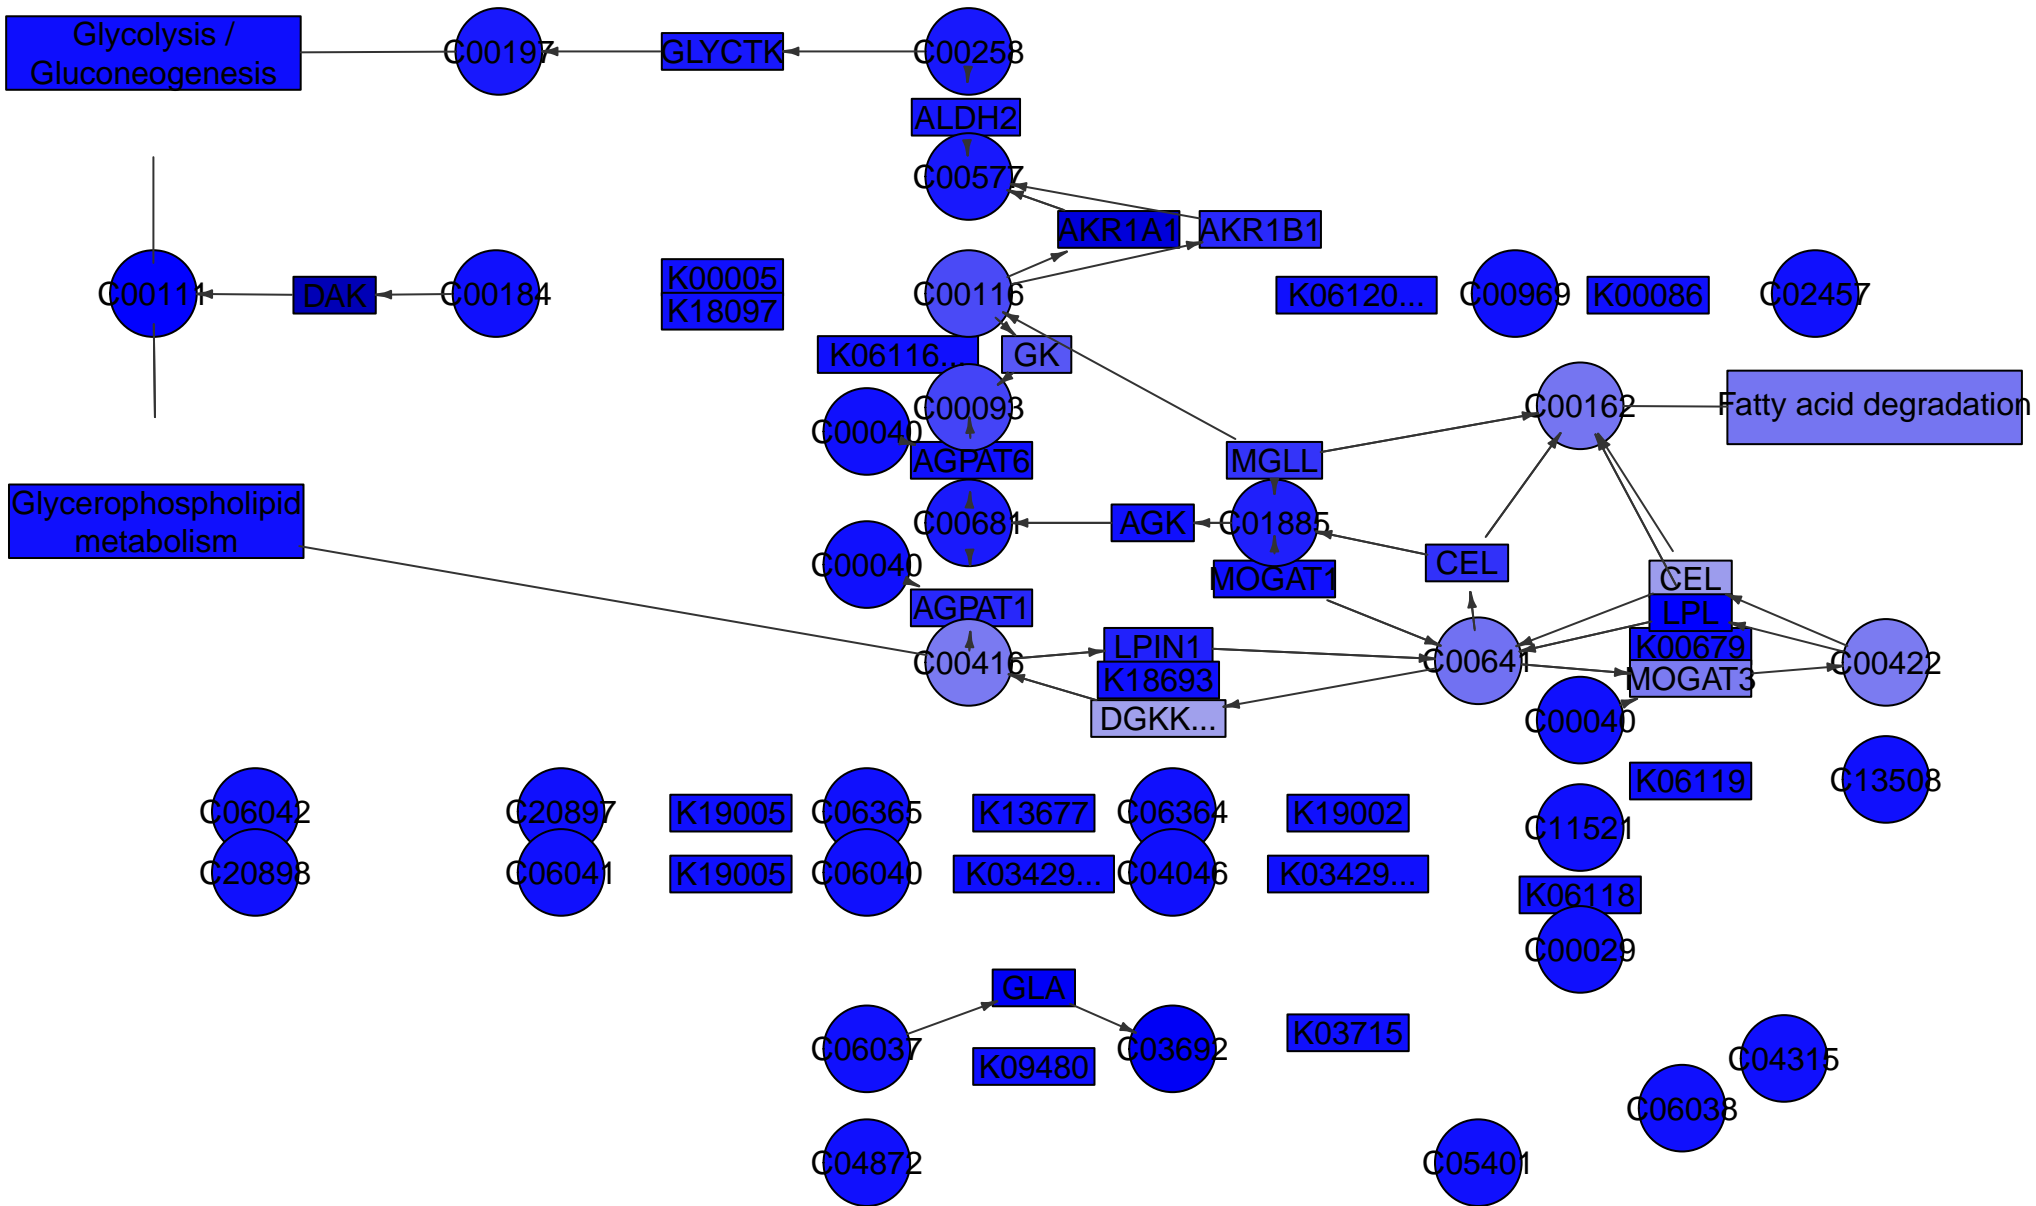 Glycolysis /
Gluconeogenesis
C00197
GLYCTK
C00258
ALDH2
C00577
AKR1A1
AKR1B1
C00111
DAK
C00184
K00005
K18097
C00116
K06120...
C00969
K00086
C02457
K06116...
GK
C00093
C00040
C00162
Fatty acid degradation
AGPAT6
MGLL
Glycerophospholipid
metabolism
C00681
AGK
C01885
C00040
MOGAT1
CEL
CEL
AGPAT1
LPL
C00416
LPIN1
K18693
DGKK...
C00641
K00679
MOGAT3
C00422
C00040
K06119
C13508
C06042
C20897
K19005
C06365
K13677
C06364
K19002
C11521
C20898
C06041
K19005
C06040
K03429...
C04046
K03429...
K06118
C00029
GLA
C06037
K09480
C03692
K03715
C04315
C06038
C04872
C05401